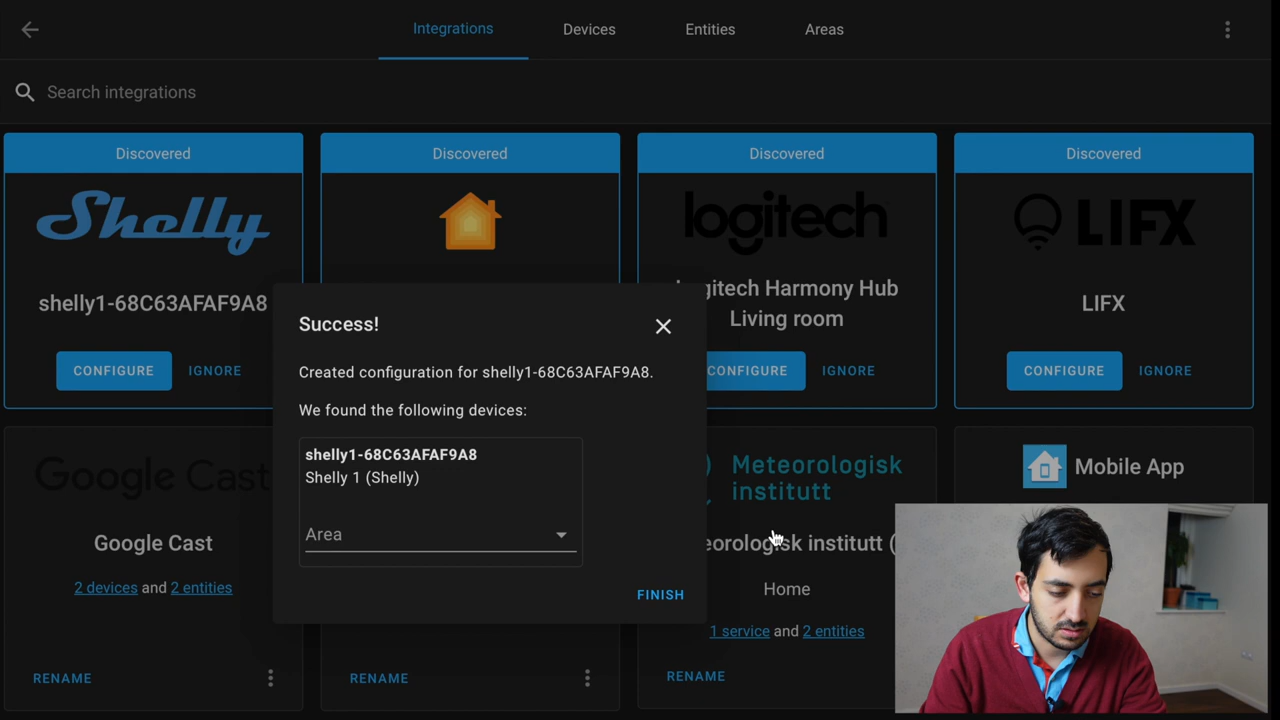 Integrations
Devices
Entities
Areas
Search integrations
Discovered
Discovered
Discovered
Discovered
Shelly
logitech
LIFX
shelly1-68C63AFAF9A8
gitech Harmony Hub
Living room
LIFX
CONFIGURE
IGNORE
CONFIGURE
IGNORE
CONFIGURE
IGNORE
Success!
Created configuration for shelly1-68C63AFAF9A8.
We found the following devices:
shelly1-68C63AFAF9A8
Shelly 1 (Shelly)
Area
FINISH
Google Cast
Google Cast
2 devices and 2 entities
RENAME
RENAME
Meteorologisk
institutt
eorologisk institutt (
Home
1 service and 2 entities
RENAME
Mobile App